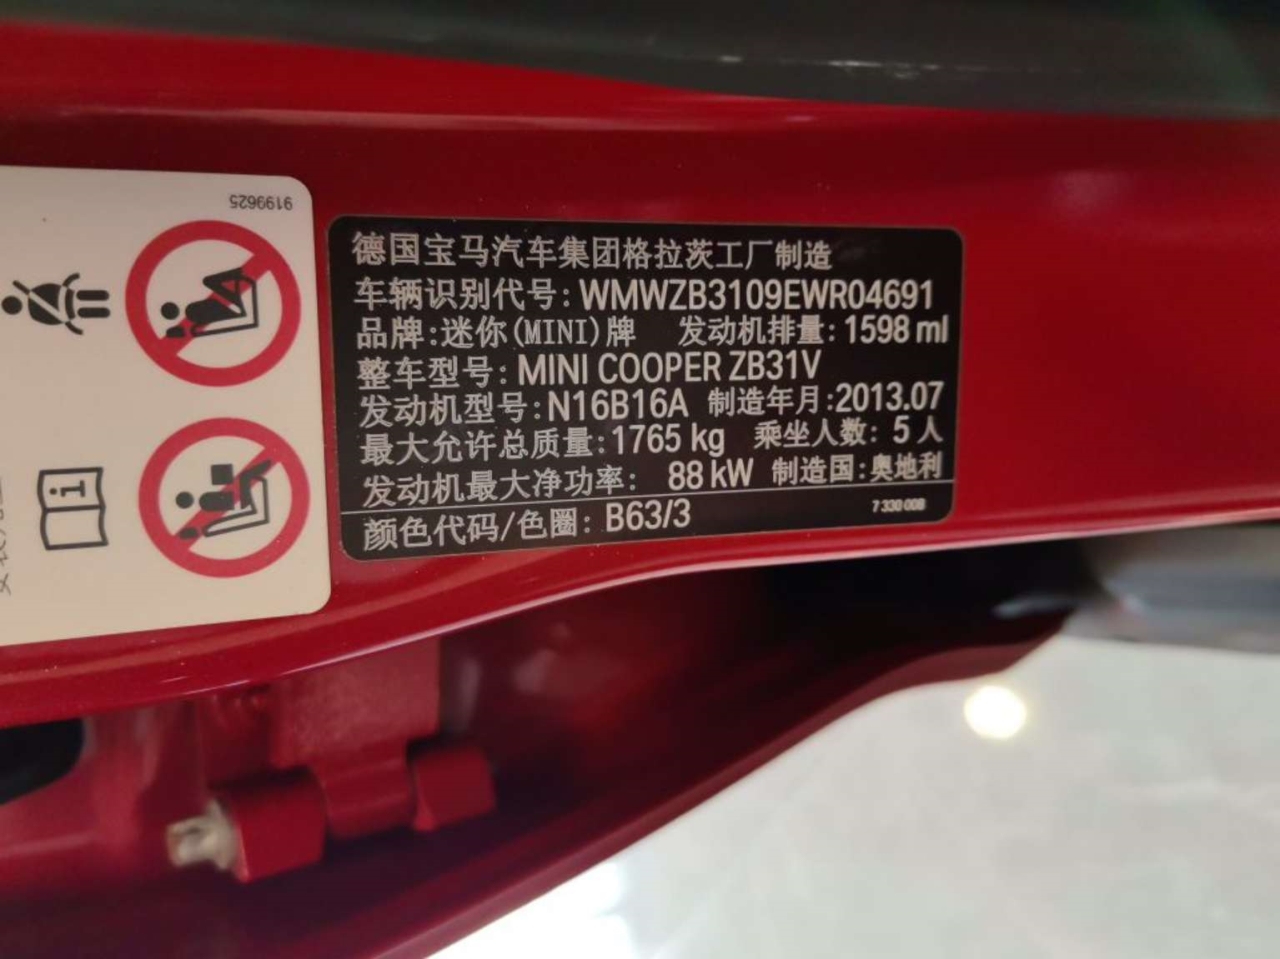 9199625
德国宝马汽车集团格拉茨工厂制造
车辆识别代号: WMWZB3109EWR04691
品牌:迷你(MINI)牌 发动机排量: 1598 ml
整车型号: MINI COOPER ZB31V
发动机型号:N16B16A 制造年月:2013.07
最大允许总质量:1765 kg 乘坐人数: 5 人
发动机最大净功率: 88 kW 制造国:奥地利
颜色代码/色圈: B63/3 7 330 008